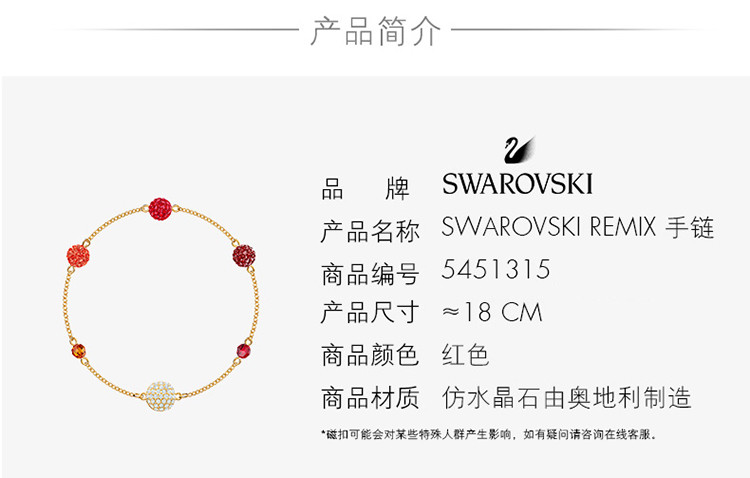 产品简介
品 牌 SWAROVSKI
产品名称 SWAROVSKI REMIX 手链
商品编号 5451315
产品尺寸 ≈18 CM
商品颜色 红色
商品材质 仿水晶石由奥地利制造
*磁扣可能会对某些特殊人群产生影响，如有疑问请咨询在线客服。